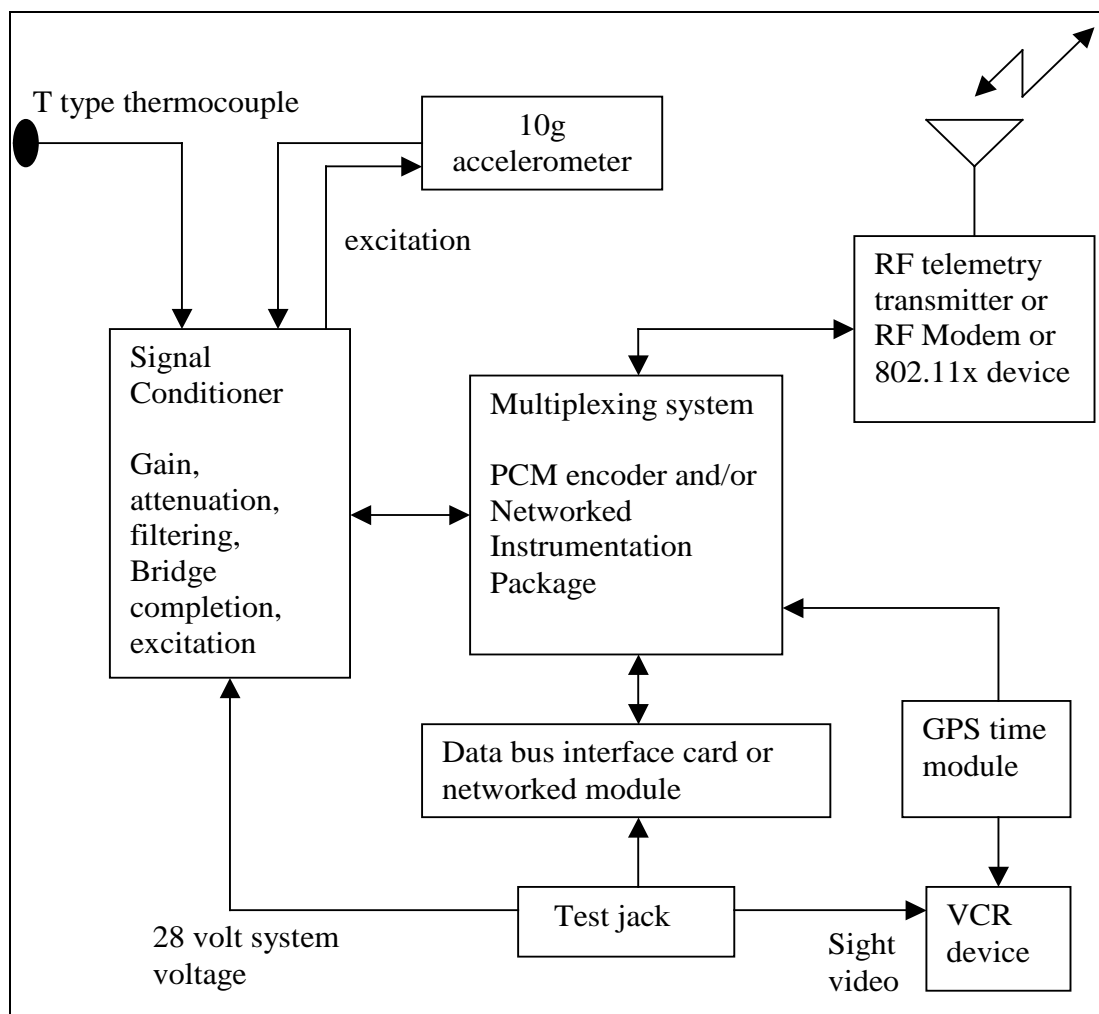 T type thermocouple
10g
accelerometer
excitation
RF telemetry
transmitter or
RF Modem or
802.11x device
Signal
Conditioner
Gain,
attenuation,
filtering,
Bridge
completion,
excitation
Multiplexing system
PCM encoder and/or
Networked
Instrumentation
Package
GPS time
module
Data bus interface card or
networked module
Test jack
28 volt system
voltage
Sight
video
VCR
device